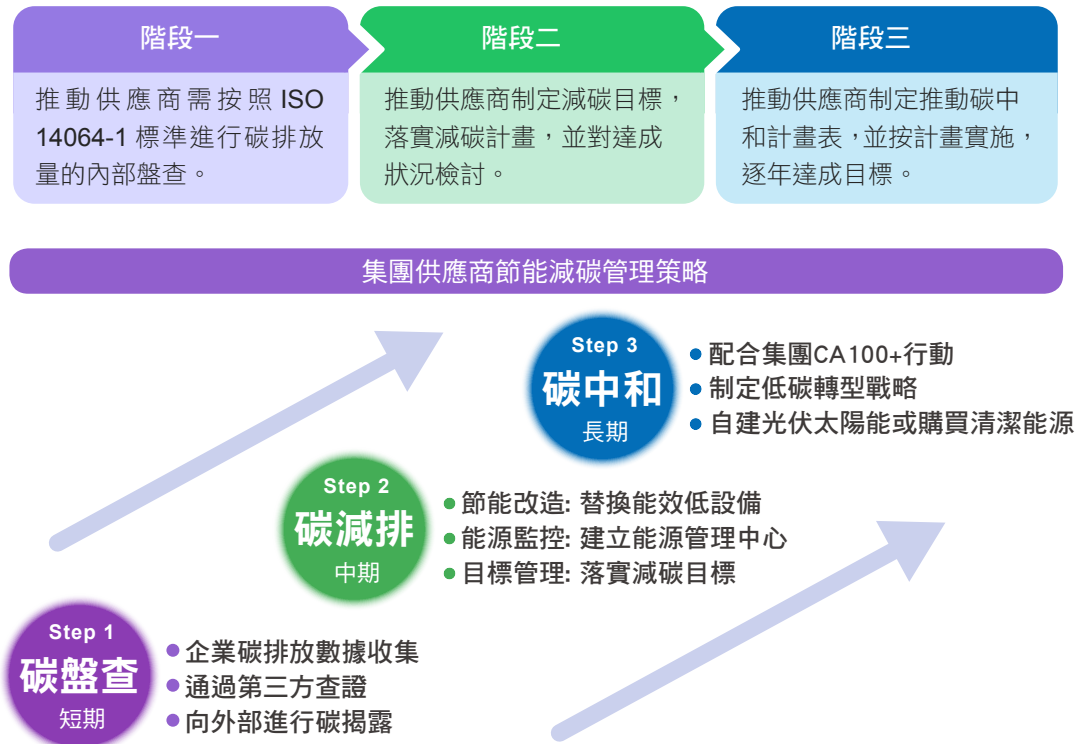 階段一
推動供應商需按照 ISO
14064-1 標準進行碳排放
量的內部盤查。
階段二
推動供應商制定減碳目標，
落實減碳計畫，並對達成
狀況檢討。
階段三
推動供應商制定推動碳中
和計畫表，並按計畫實施，
逐年達成目標。
集團供應商節能減碳管理策略
Step 3
碳中和
長期
配合集團CA100+行動
制定低碳轉型戰略
自建光伏太陽能或購買清潔能源
Step 2
碳減排
中期
節能改造: 替換能效低設備
能源監控: 建立能源管理中心
目標管理: 落實減碳目標
Step 1
碳盤查
短期
企業碳排放數據收集
通過第三方查證
向外部進行碳揭露